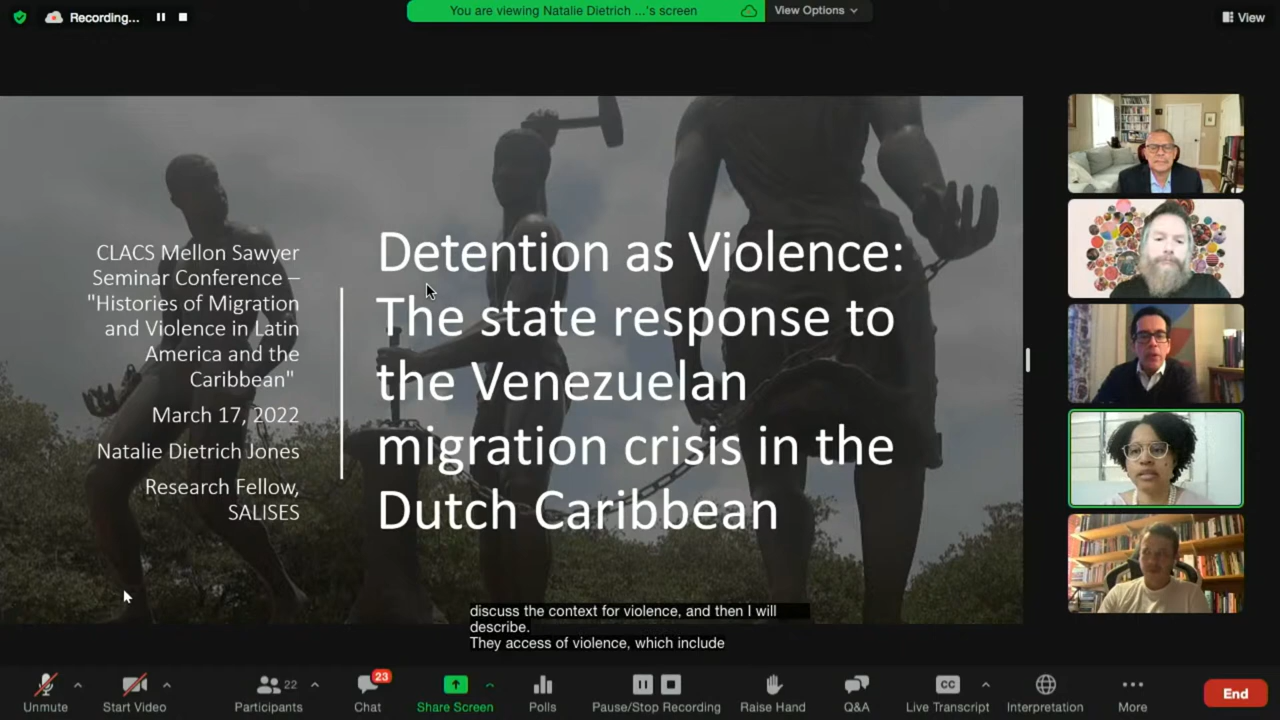 Recording...
You are viewing Natalie Dietrich ...'s screen
View Options
View
CLACS Mellon Sawyer
Seminar Conference –
"Histories of Migration
and Violence in Latin
America and the
Caribbean"
March 17, 2022
Natalie Dietrich Jones
Research Fellow,
SALISES
Detention as Violence:
The state response to
the Venezuelan
migration crisis in the
Dutch Caribbean
discuss the context for violence, and then I will
describe.
They access of violence, which include
Unmute
Start Video
22
Participants
23
Chat
Share Screen
Polls
Pause/Stop Recording
Raise Hand
Q&A
CC
Live Transcript
Interpretation
More
End